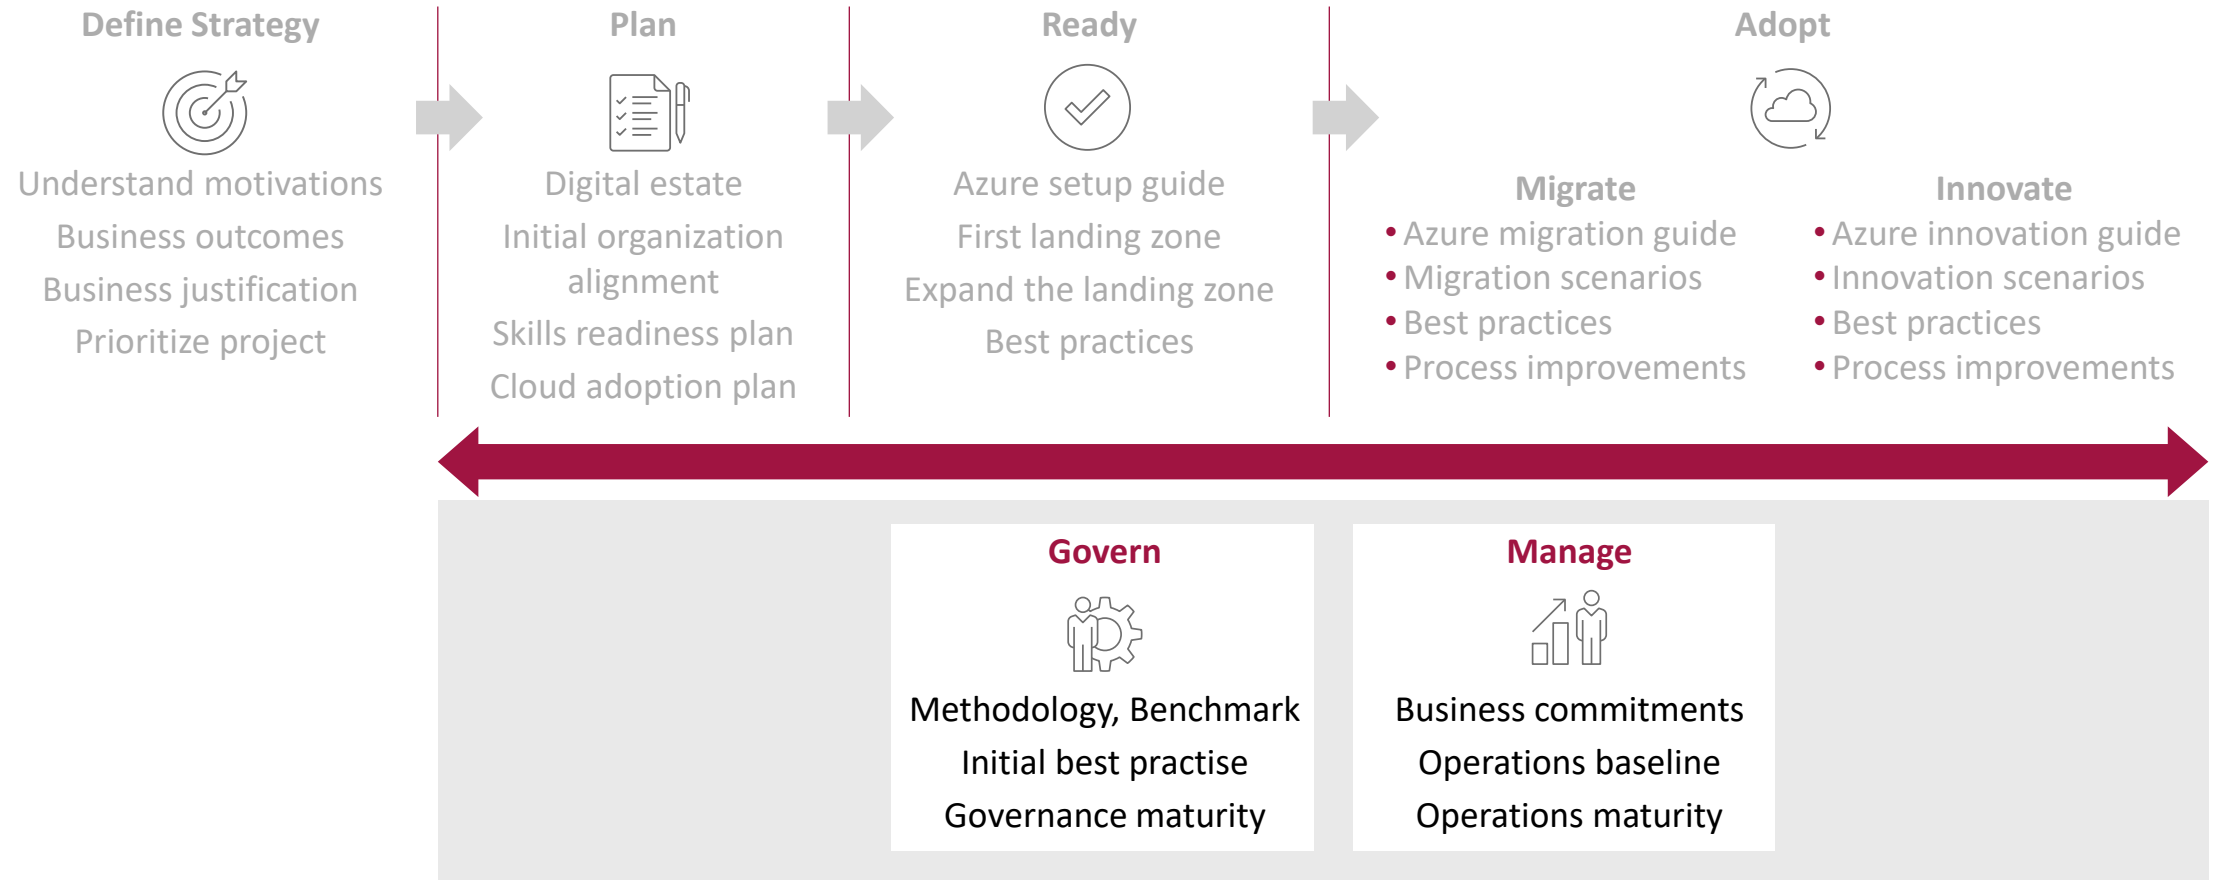 Define Strategy
Understand motivations
Business outcomes
Business justification
Prioritize project
Plan
Digital estate
Initial organization
alignment
Skills readiness plan
Cloud adoption plan
Ready
Azure setup guide
First landing zone
Expand the landing zone
Best practices
Adopt
Migrate
• Azure migration guide
• Migration scenarios
• Best practices
• Process improvements
Innovate
• Azure innovation guide
• Innovation scenarios
• Best practices
• Process improvements
Govern
Methodology, Benchmark
Initial best practise
Governance maturity
Manage
Business commitments
Operations baseline
Operations maturity